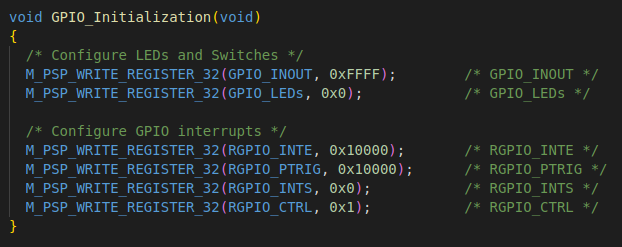 void GPIO_Initialization(void)
{
/* Configure LEDs and Switches */
M_PSP_WRITE_REGISTER_32(GPIO_INOUT, 0xFFFF); /* GPIO_INOUT */
M_PSP_WRITE_REGISTER_32(GPIO_LEDs, 0x0); /* GPIO_LEDs */
/* Configure GPIO interrupts */
M_PSP_WRITE_REGISTER_32(RGPIO_INTE, 0x10000); /* RGPIO_INTE */
M_PSP_WRITE_REGISTER_32(RGPIO_PTRIG, 0x10000); /* RGPIO_PTRIG */
M_PSP_WRITE_REGISTER_32(RGPIO_INTS, 0x0); /* RGPIO_INTS */
M_PSP_WRITE_REGISTER_32(RGPIO_CTRL, 0x1); /* RGPIO_CTRL */
}